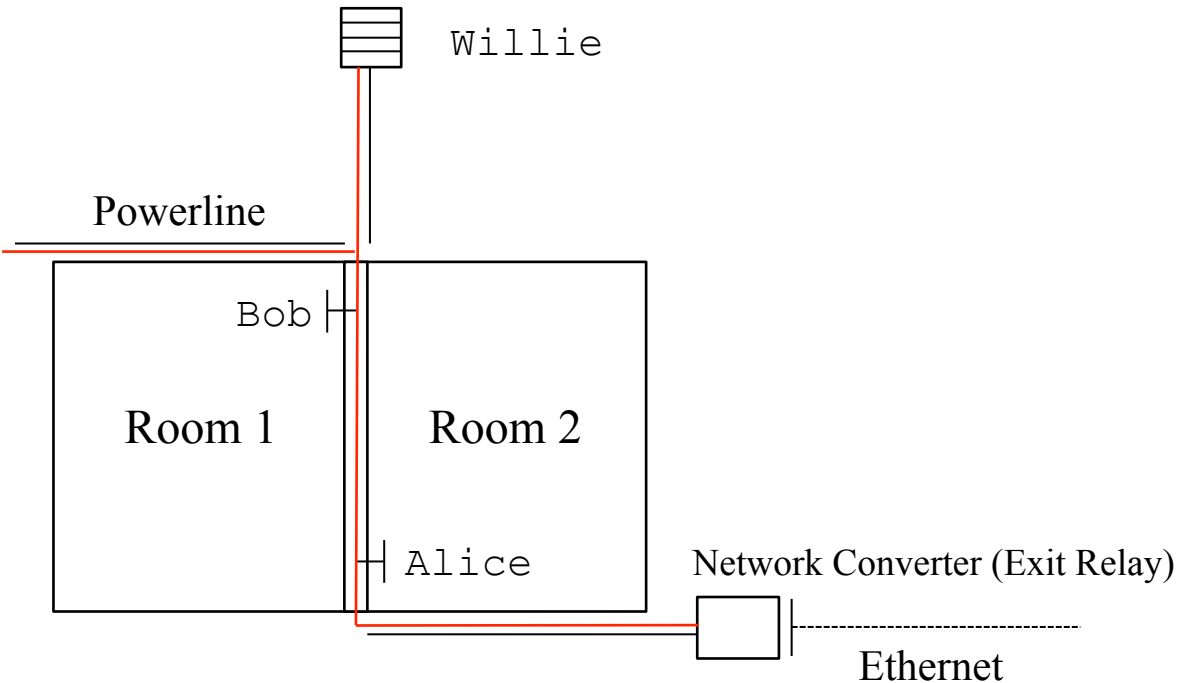 Willie
Powerline
Bob
Room 1
Room 2
Alice
Network Converter (Exit Relay)
Ethernet